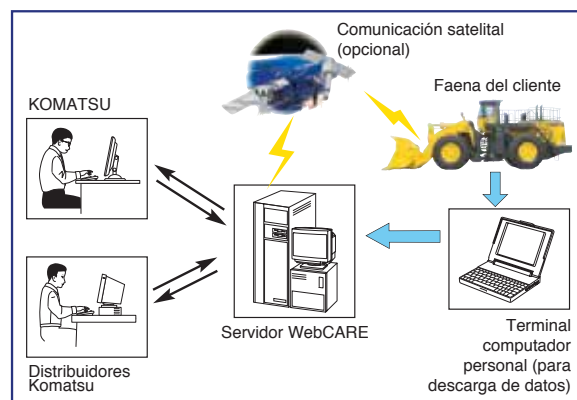 Comunicación satelital
(opcional)
KOMATSU
Faena del cliente
Servidor WebCARE
Distribuidores
Komatsu
Terminal
computador
personal (para
descarga de datos)